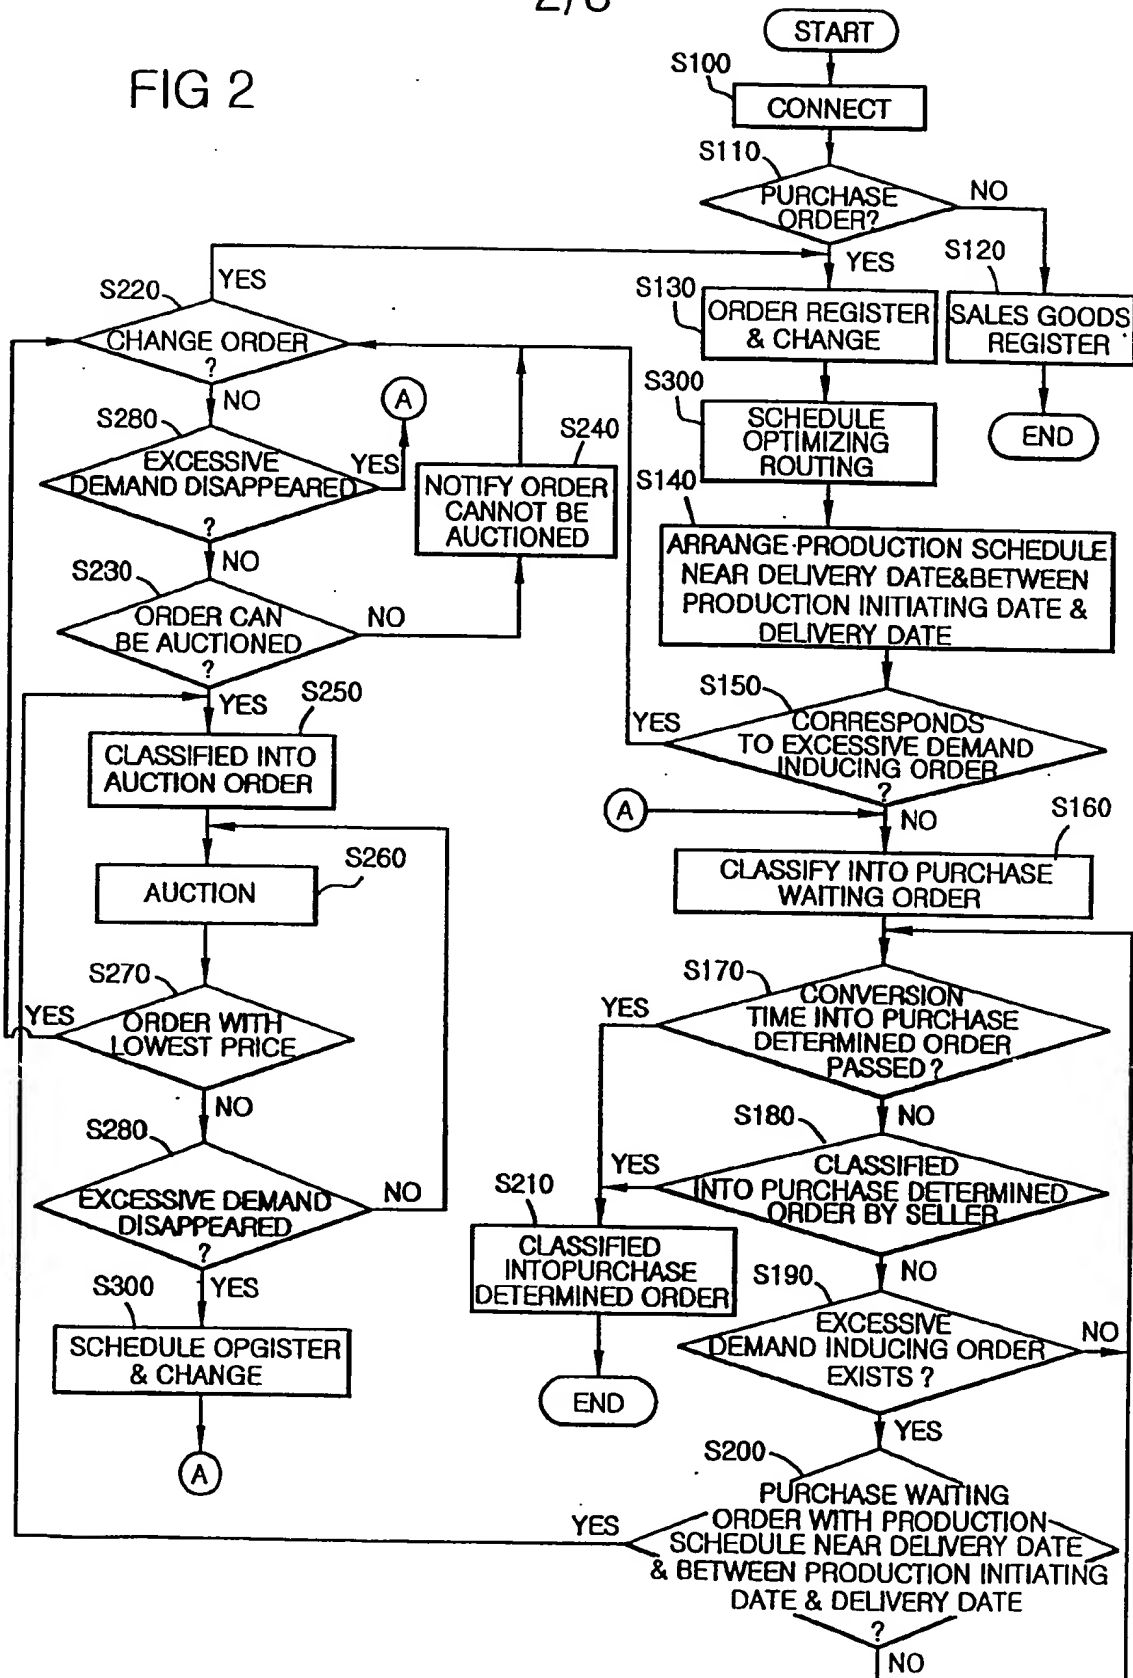 FIG 2
START
S100
CONNECT
S110
PURCHASE
ORDER?
NO
YES
S120
SALES GOODS
REGISTER
END
S130
ORDER REGISTER
& CHANGE
S300
SCHEDULE
OPTIMIZING
ROUTING
S140
ARRANGE PRODUCTION SCHEDULE
NEAR DELIVERY DATE&BETWEEN
PRODUCTION INITIATING DATE &
DELIVERY DATE
S150
CORRESPONDS
TO EXCESSIVE DEMAND
INDUCING ORDER
?
YES
NO
A
S160
CLASSIFY INTO PURCHASE
WAITING ORDER
S170
CONVERSION
TIME INTO PURCHASE
DETERMINED ORDER
PASSED ?
YES
NO
S180
CLASSIFIED
INTO PURCHASE DETERMINED
ORDER BY SELLER
YES
NO
S210
CLASSIFIED
INTOPURCHASE
DETERMINED ORDER
END
S190
EXCESSIVE
DEMAND INDUCING ORDER
EXISTS ?
NO
YES
S200
PURCHASE WAITING
ORDER WITH PRODUCTION
SCHEDULE NEAR DELIVERY DATE
& BETWEEN PRODUCTION INITIATING
DATE & DELIVERY DATE
?
YES
NO
S220
YES
CHANGE ORDER
?
NO
S280
EXCESSIVE
DEMAND DISAPPEARED
?
YES
A
NO
S240
NOTIFY ORDER
CANNOT BE
AUCTIONED
S230
ORDER CAN
BE AUCTIONED
?
NO
YES
S250
CLASSIFIED INTO
AUCTION ORDER
S260
AUCTION
S270
ORDER WITH
LOWEST PRICE
YES
NO
S280
EXCESSIVE DEMAND
DISAPPEARED
?
NO
YES
S300
SCHEDULE OPGISTER
& CHANGE
A